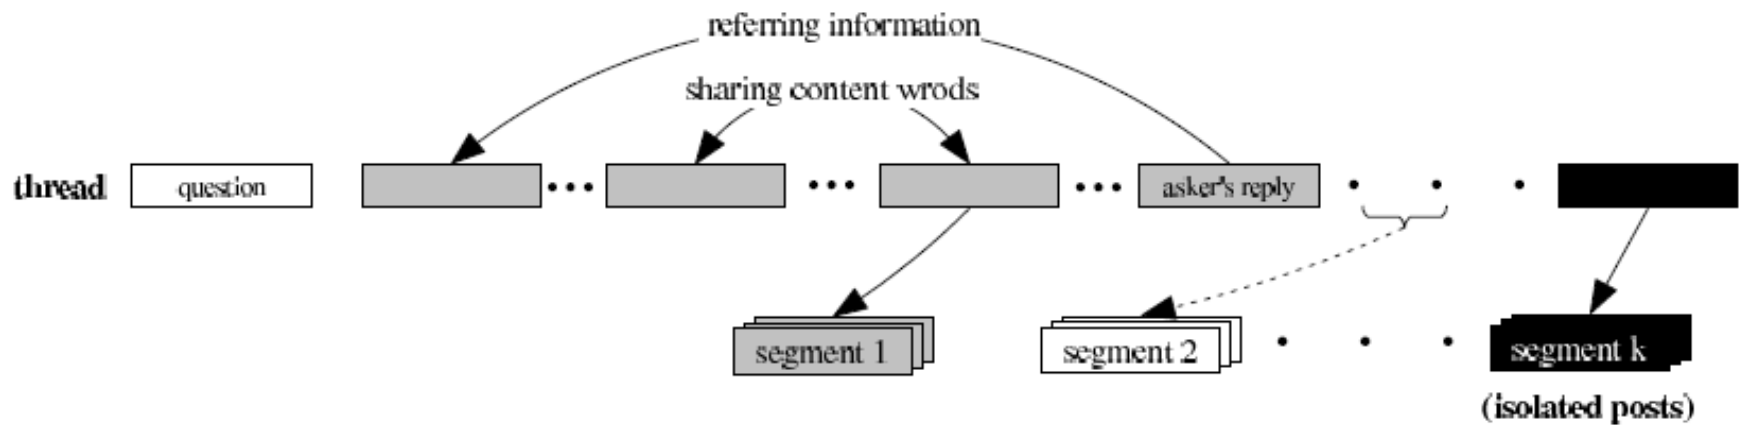 referring information
sharing content wrods
thread question asker's reply
segment 1 segment 2 segment k
(isolated posts)